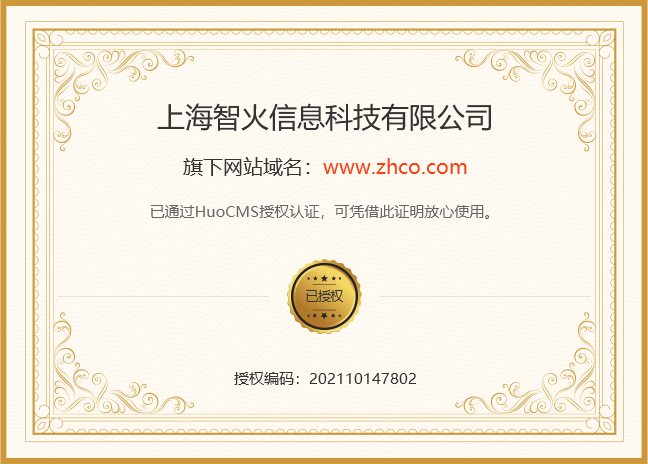 上海智火信息科技有限公司
旗下网站域名：www.zhco.com
已通过HuoCMS授权认证，可凭借此证明放心使用。
已授权
授权编码：202110147802